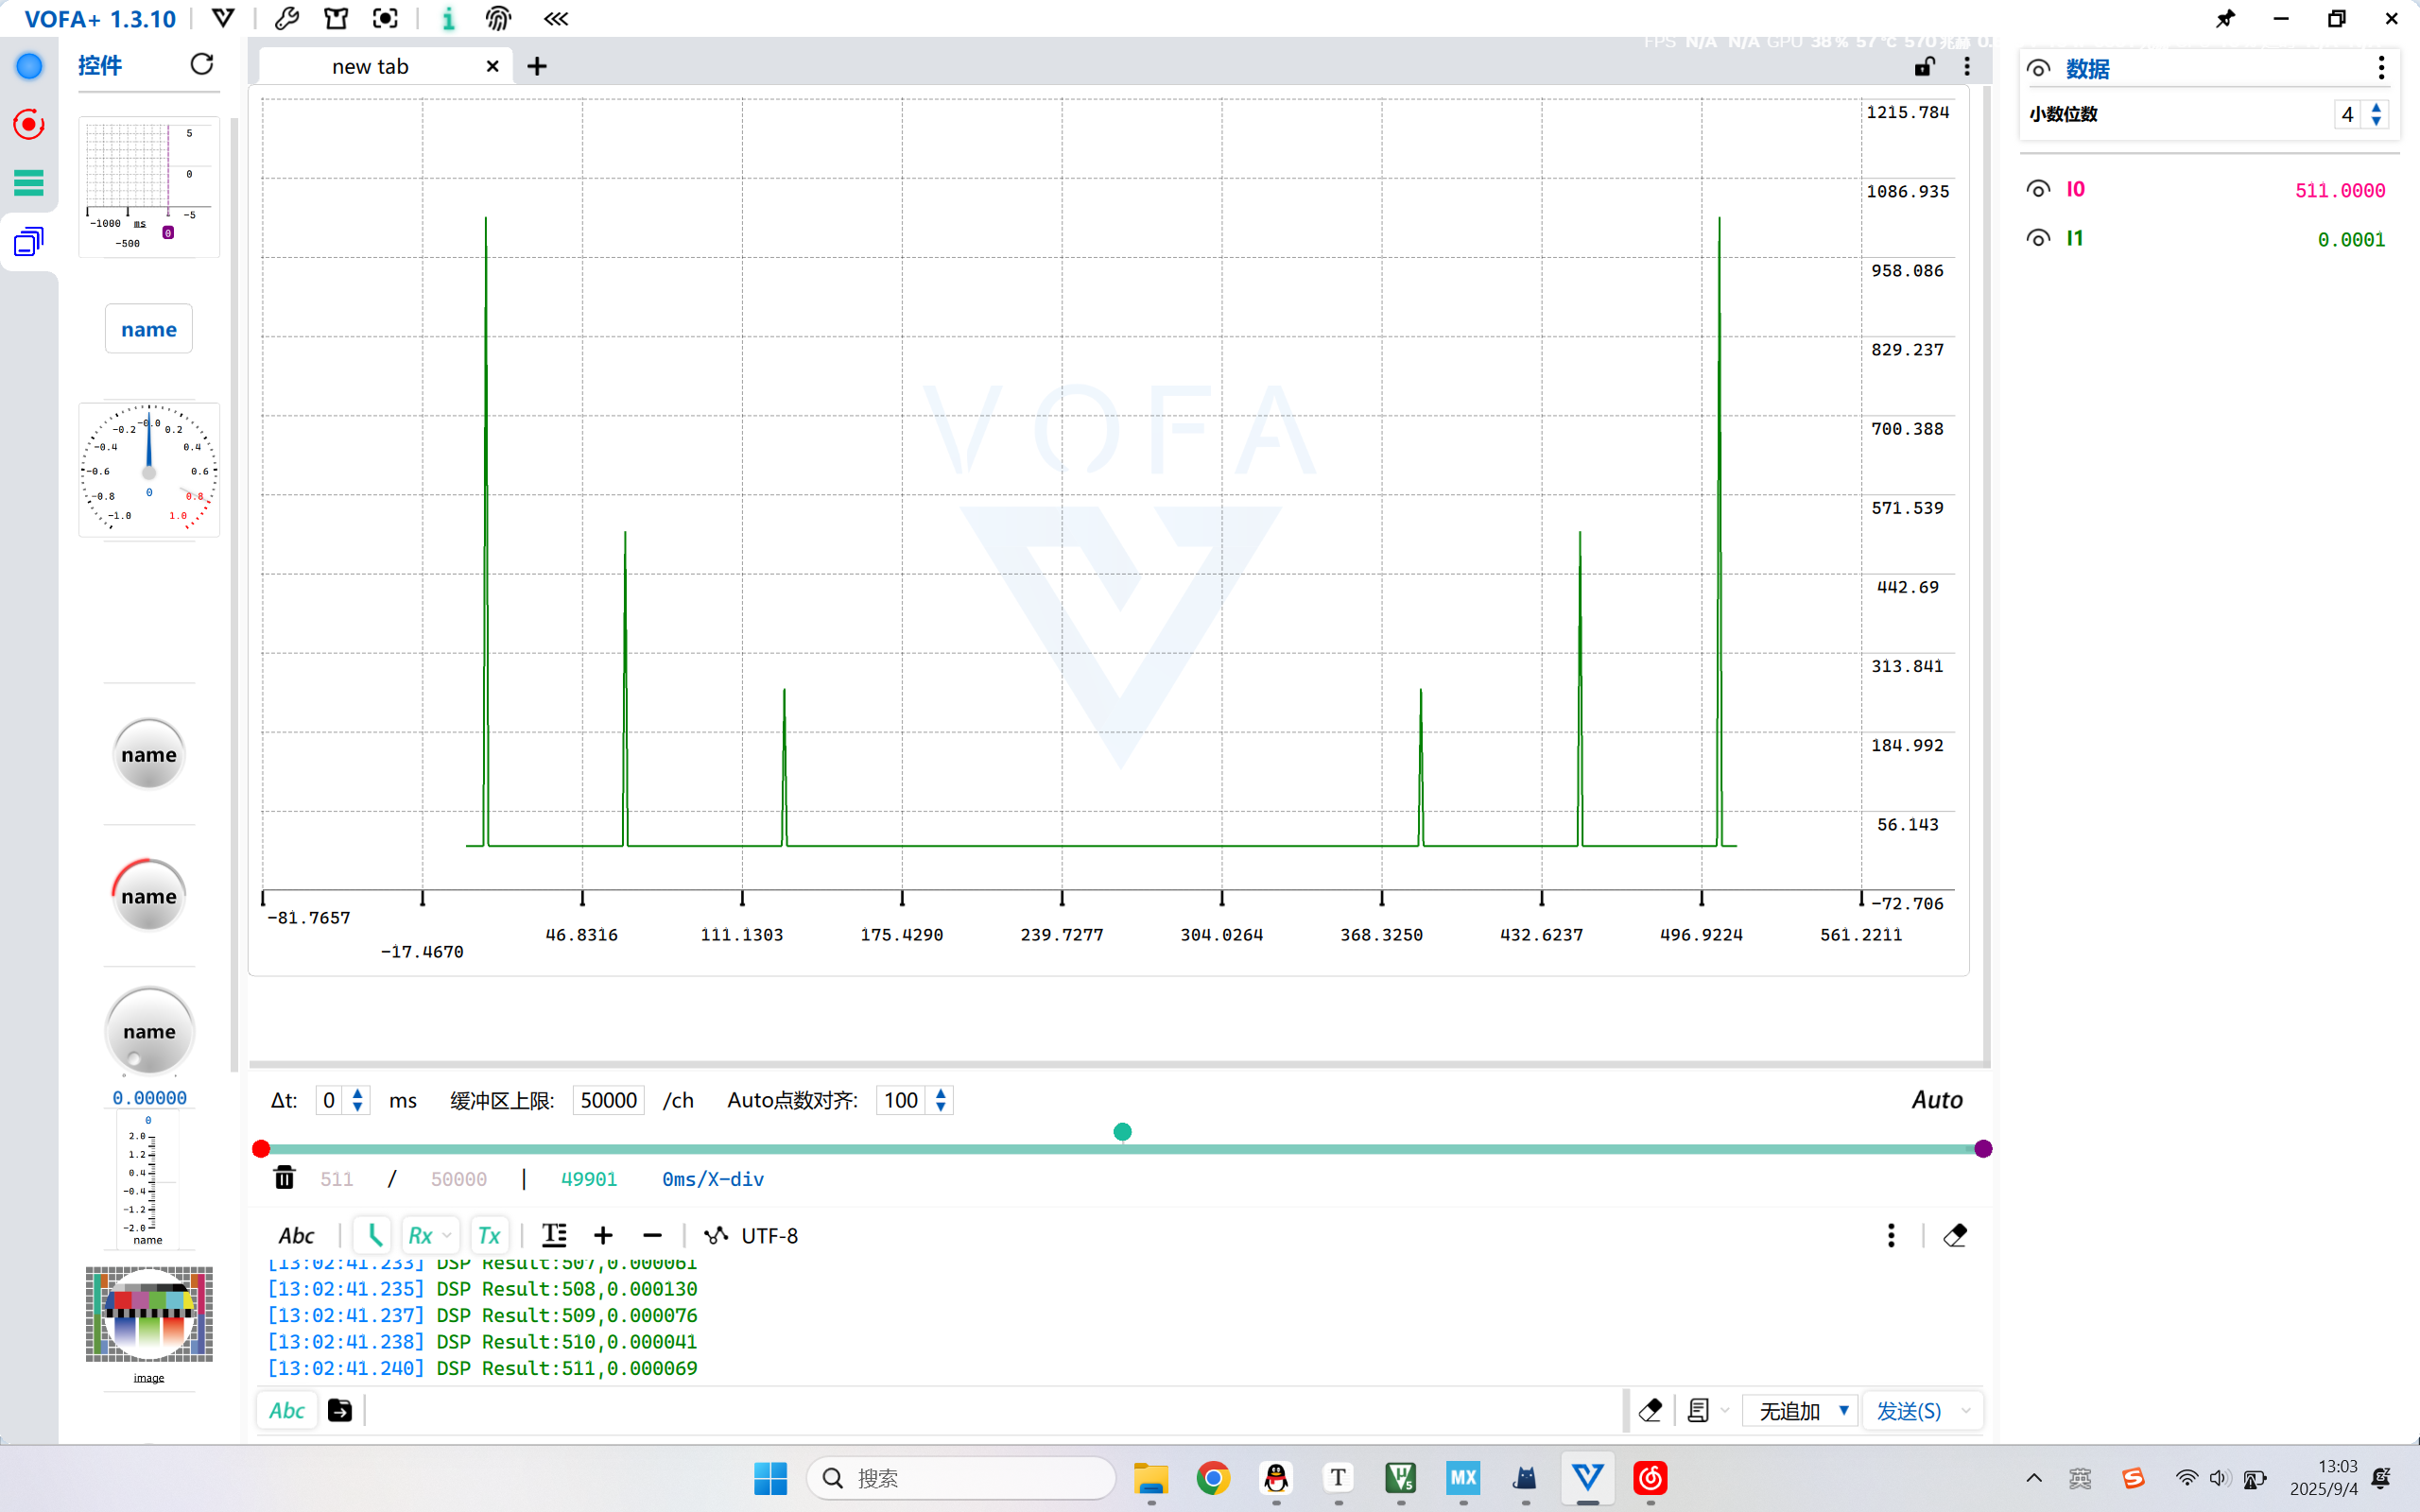 VOFA+ 1.3.10
FPS N/A N/A GPU 38% 57°C 570 兆赫
控件
new tab
数据
小数位数 4
I0 511.0000
I1 0.0001
5
0
-5
-1000 ms
-500
0
name
-0.0
-0.2 0.2
-0.4 0.4
-0.6 0.6
-0.8 0 0.8
-1.0 1.0
name
name
name
0.00000
0
2.0
1.2
0.4
-0.4
-1.2
-2.0
name
image
VOFA
1215.784
1086.935
958.086
829.237
700.388
571.539
442.69
313.841
184.992
56.143
-72.706
-81.7657
-17.4670
46.8316
111.1303
175.4290
239.7277
304.0264
368.3250
432.6237
496.9224
561.2211
Δt: 0 ms 缓冲区上限: 50000 /ch Auto点数对齐: 100 Auto
511 / 50000 | 49901 0ms/X-div
Abc Rx Tx UTF-8
[13:02:41.233] DSP Result:507,0.000061
[13:02:41.235] DSP Result:508,0.000130
[13:02:41.237] DSP Result:509,0.000076
[13:02:41.238] DSP Result:510,0.000041
[13:02:41.240] DSP Result:511,0.000069
Abc 无追加 发送(S)
搜索
T
μV5
MX
英
S
13:03
2025/9/4